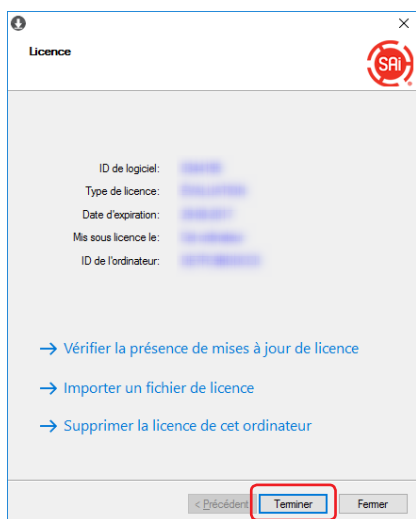 Licence
SAi
ID de logiciel:
Type de licence:
Date d'expiration:
Mis sous licence le:
ID de l'ordinateur:
→ Vérifier la présence de mises à jour de licence
→ Importer un fichier de licence
→ Supprimer la licence de cet ordinateur
< Précédent Terminer Fermer